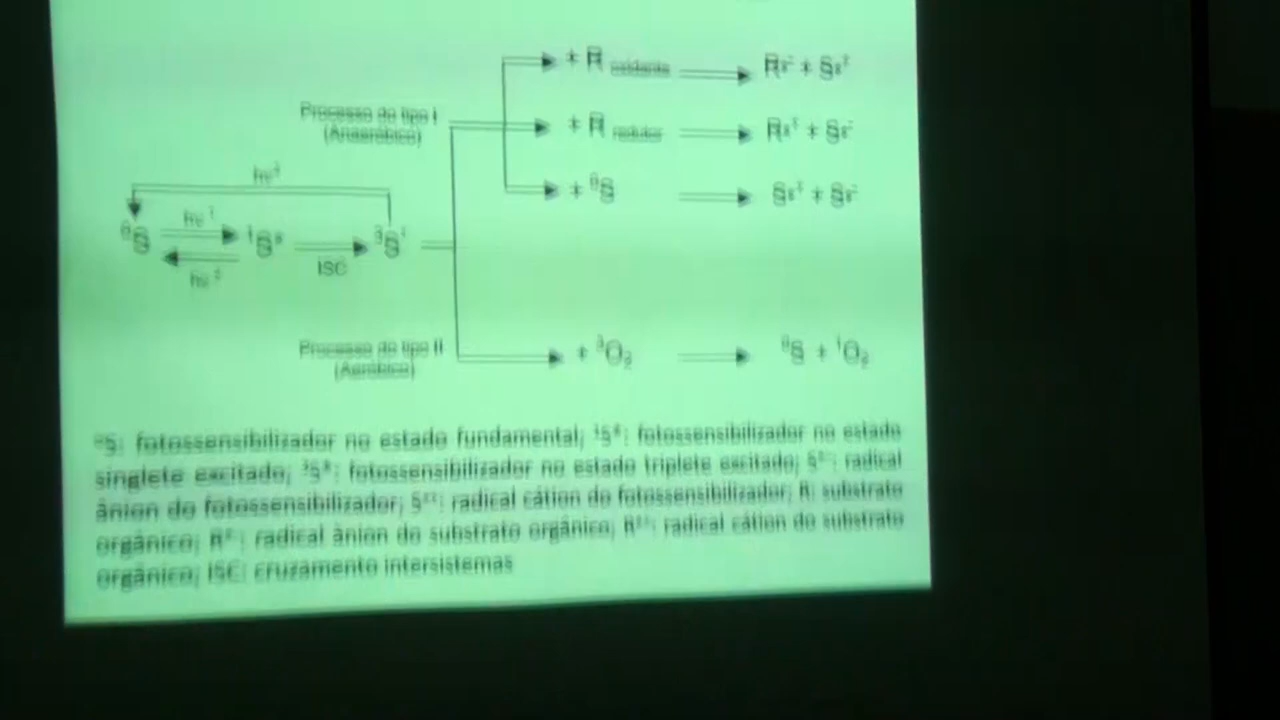 + R oxidante
R•⁻ + S•⁺
Processo do tipo I
(Anaeróbico)
+ R redutor
R•⁺ + S•⁻
+ ⁰S
S•⁺ + S•⁻
hν
⁰S
hν
hν
¹S*
ISC
³S*
Processo do tipo II
(Aeróbico)
+ ³O₂
⁰S + ¹O₂
⁰S: fotossensibilizador no estado fundamental; ¹S*: fotossensibilizador no estado
singlete excitado; ³S*: fotossensibilizador no estado triplete excitado; S•⁻: radical
ânion do fotossensibilizador; S•⁺: radical cátion do fotossensibilizador; R: substrato
orgânico; R•⁻: radical ânion do substrato orgânico; R•⁺: radical cátion do substrato
orgânico; ISC: cruzamento intersistemas